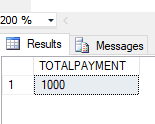 200 %
Results Messages
TOTALPAYMENT
1 1000